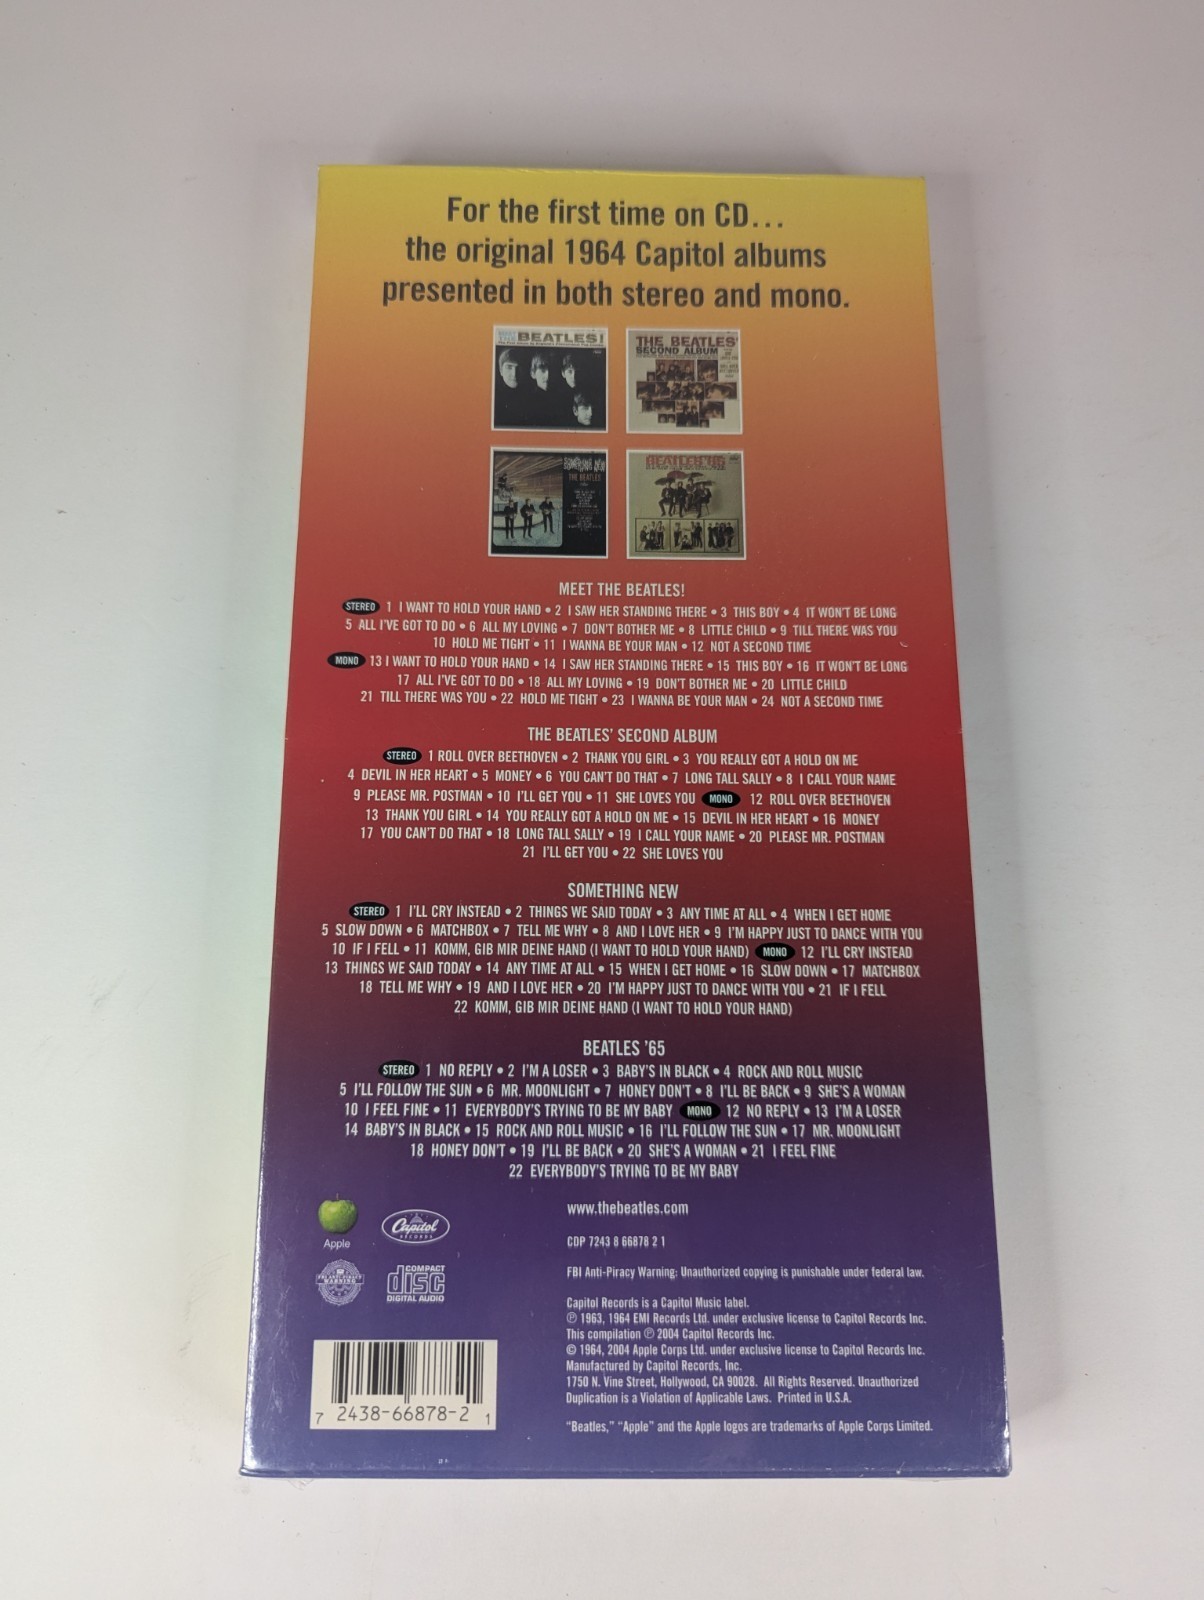 For the first time on CD...
the original 1964 Capitol albums
presented in both stereo and mono.
BEATLES!
THE BEATLES'
SECOND ALBUM
SOMETHING NEW
THE BEATLES
BEATLES '65
MEET THE BEATLES!
STEREO 1 I WANT TO HOLD YOUR HAND • 2 I SAW HER STANDING THERE • 3 THIS BOY • 4 IT WON'T BE LONG
5 ALL I'VE GOT TO DO • 6 ALL MY LOVING • 7 DON'T BOTHER ME • 8 LITTLE CHILD • 9 TILL THERE WAS YOU
10 HOLD ME TIGHT • 11 I WANNA BE YOUR MAN • 12 NOT A SECOND TIME
MONO 13 I WANT TO HOLD YOUR HAND • 14 I SAW HER STANDING THERE • 15 THIS BOY • 16 IT WON'T BE LONG
17 ALL I'VE GOT TO DO • 18 ALL MY LOVING • 19 DON'T BOTHER ME • 20 LITTLE CHILD
21 TILL THERE WAS YOU • 22 HOLD ME TIGHT • 23 I WANNA BE YOUR MAN • 24 NOT A SECOND TIME
THE BEATLES' SECOND ALBUM
STEREO 1 ROLL OVER BEETHOVEN • 2 THANK YOU GIRL • 3 YOU REALLY GOT A HOLD ON ME
4 DEVIL IN HER HEART • 5 MONEY • 6 YOU CAN'T DO THAT • 7 LONG TALL SALLY • 8 I CALL YOUR NAME
9 PLEASE MR. POSTMAN • 10 I'LL GET YOU • 11 SHE LOVES YOU MONO 12 ROLL OVER BEETHOVEN
13 THANK YOU GIRL • 14 YOU REALLY GOT A HOLD ON ME • 15 DEVIL IN HER HEART • 16 MONEY
17 YOU CAN'T DO THAT • 18 LONG TALL SALLY • 19 I CALL YOUR NAME • 20 PLEASE MR. POSTMAN
21 I'LL GET YOU • 22 SHE LOVES YOU
SOMETHING NEW
STEREO 1 I'LL CRY INSTEAD • 2 THINGS WE SAID TODAY • 3 ANY TIME AT ALL • 4 WHEN I GET HOME
5 SLOW DOWN • 6 MATCHBOX • 7 TELL ME WHY • 8 AND I LOVE HER • 9 I'M HAPPY JUST TO DANCE WITH YOU
10 IF I FELL • 11 KOMM, GIB MIR DEINE HAND (I WANT TO HOLD YOUR HAND) MONO 12 I'LL CRY INSTEAD
13 THINGS WE SAID TODAY • 14 ANY TIME AT ALL • 15 WHEN I GET HOME • 16 SLOW DOWN • 17 MATCHBOX
18 TELL ME WHY • 19 AND I LOVE HER • 20 I'M HAPPY JUST TO DANCE WITH YOU • 21 IF I FELL
22 KOMM, GIB MIR DEINE HAND (I WANT TO HOLD YOUR HAND)
BEATLES '65
STEREO 1 NO REPLY • 2 I'M A LOSER • 3 BABY'S IN BLACK • 4 ROCK AND ROLL MUSIC
5 I'LL FOLLOW THE SUN • 6 MR. MOONLIGHT • 7 HONEY DON'T • 8 I'LL BE BACK • 9 SHE'S A WOMAN
10 I FEEL FINE • 11 EVERYBODY'S TRYING TO BE MY BABY MONO 12 NO REPLY • 13 I'M A LOSER
14 BABY'S IN BLACK • 15 ROCK AND ROLL MUSIC • 16 I'LL FOLLOW THE SUN • 17 MR. MOONLIGHT
18 HONEY DON'T • 19 I'LL BE BACK • 20 SHE'S A WOMAN • 21 I FEEL FINE
22 EVERYBODY'S TRYING TO BE MY BABY
Apple
Capitol
RECORDS
FBI ANTI-PIRACY
WARNING
COMPACT
disc
DIGITAL AUDIO
www.thebeatles.com
CDP 7243 8 66878 2 1
FBI Anti-Piracy Warning: Unauthorized copying is punishable under federal law.
Capitol Records is a Capitol Music label.
℗ 1963, 1964 EMI Records Ltd. under exclusive license to Capitol Records Inc.
This compilation ℗ 2004 Capitol Records Inc.
© 1964, 2004 Apple Corps Ltd. under exclusive license to Capitol Records Inc.
Manufactured by Capitol Records, Inc.
1750 N. Vine Street, Hollywood, CA 90028. All Rights Reserved. Unauthorized
Duplication is a Violation of Applicable Laws. Printed in U.S.A.
"Beatles," "Apple" and the Apple logos are trademarks of Apple Corps Limited.
7 2438-66878-2 1